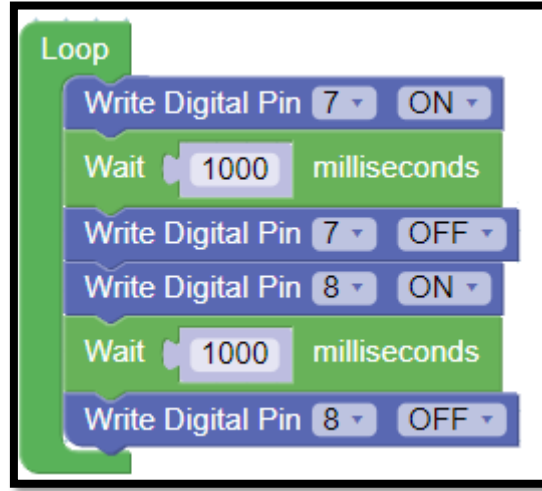 Loop
Write Digital Pin 7 ON
Wait 1000 milliseconds
Write Digital Pin 7 OFF
Write Digital Pin 8 ON
Wait 1000 milliseconds
Write Digital Pin 8 OFF